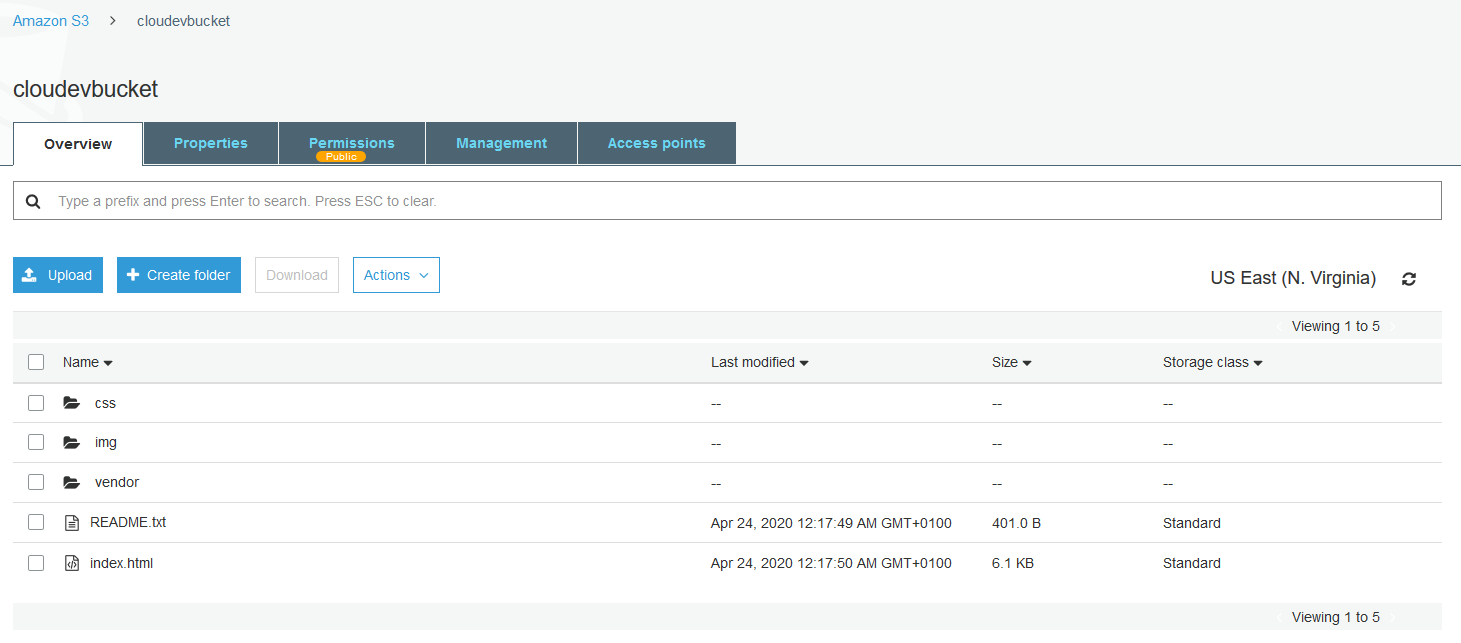 Amazon S3 > cloudevbucket
cloudevbucket
Overview Properties Permissions Management Access points
Public
Type a prefix and press Enter to search. Press ESC to clear.
Upload Create folder Download Actions US East (N. Virginia)
Viewing 1 to 5
Name Last modified Size Storage class
css -- -- --
img -- -- --
vendor -- -- --
README.txt Apr 24, 2020 12:17:49 AM GMT+0100 401.0 B Standard
index.html Apr 24, 2020 12:17:50 AM GMT+0100 6.1 KB Standard
Viewing 1 to 5